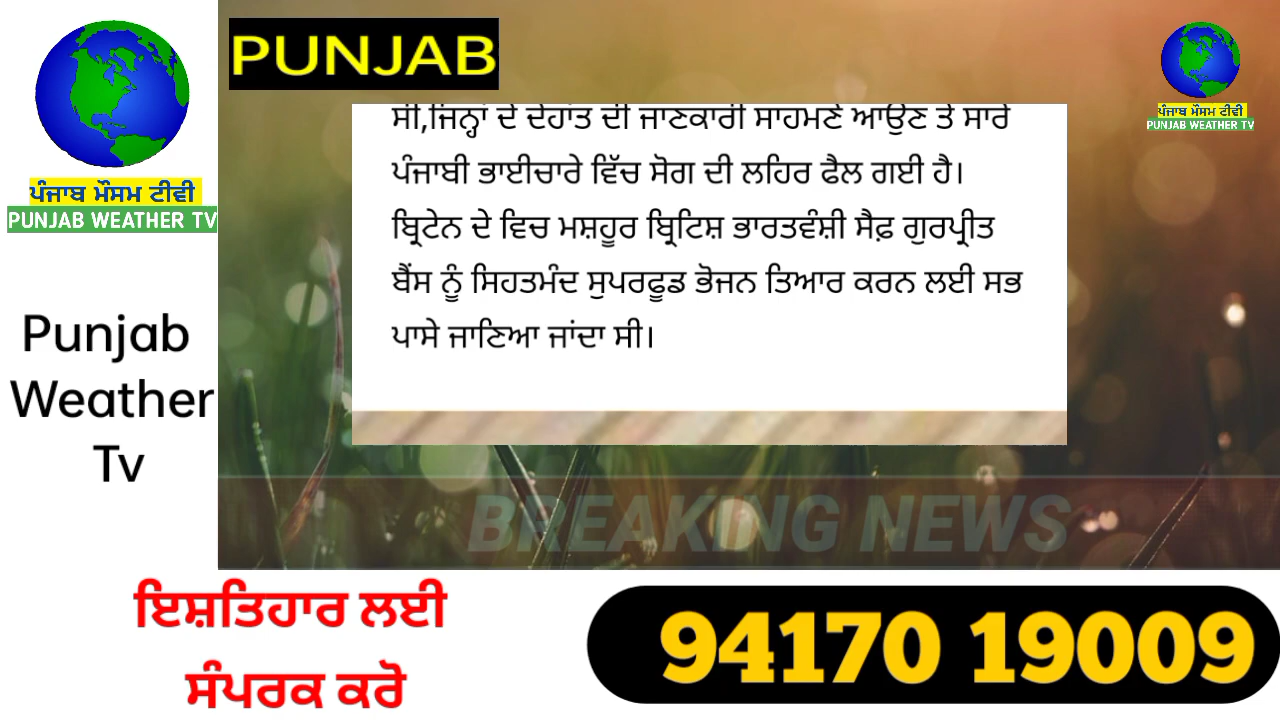 PUNJAB
ਪੰਜਾਬ ਮੌਸਮ ਟੀਵੀ
PUNJAB WEATHER TV
ਪੰਜਾਬ ਮੌਸਮ ਟੀਵੀ
PUNJAB WEATHER TV
ਸੀ,ਜਿਨ੍ਹਾਂ ਦੇ ਦੇਹਾਂਤ ਦੀ ਜਾਣਕਾਰੀ ਸਾਹਮਣੇ ਆਉਣ ਤੇ ਸਾਰੇ
ਪੰਜਾਬੀ ਭਾਈਚਾਰੇ ਵਿੱਚ ਸੋਗ ਦੀ ਲਹਿਰ ਫੈਲ ਗਈ ਹੈ।
ਬ੍ਰਿਟੇਨ ਦੇ ਵਿਚ ਮਸ਼ਹੂਰ ਬ੍ਰਿਟਿਸ਼ ਭਾਰਤਵੰਸ਼ੀ ਸੈਫ਼ ਗੁਰਪ੍ਰੀਤ
ਬੈਂਸ ਨੂੰ ਸਿਹਤਮੰਦ ਸੁਪਰਫੂਡ ਭੋਜਨ ਤਿਆਰ ਕਰਨ ਲਈ ਸਭ
ਪਾਸੇ ਜਾਣਿਆ ਜਾਂਦਾ ਸੀ।
Punjab
Weather
Tv
BREAKING NEWS
ਇਸ਼ਤਿਹਾਰ ਲਈ
ਸੰਪਰਕ ਕਰੋ
94170 19009